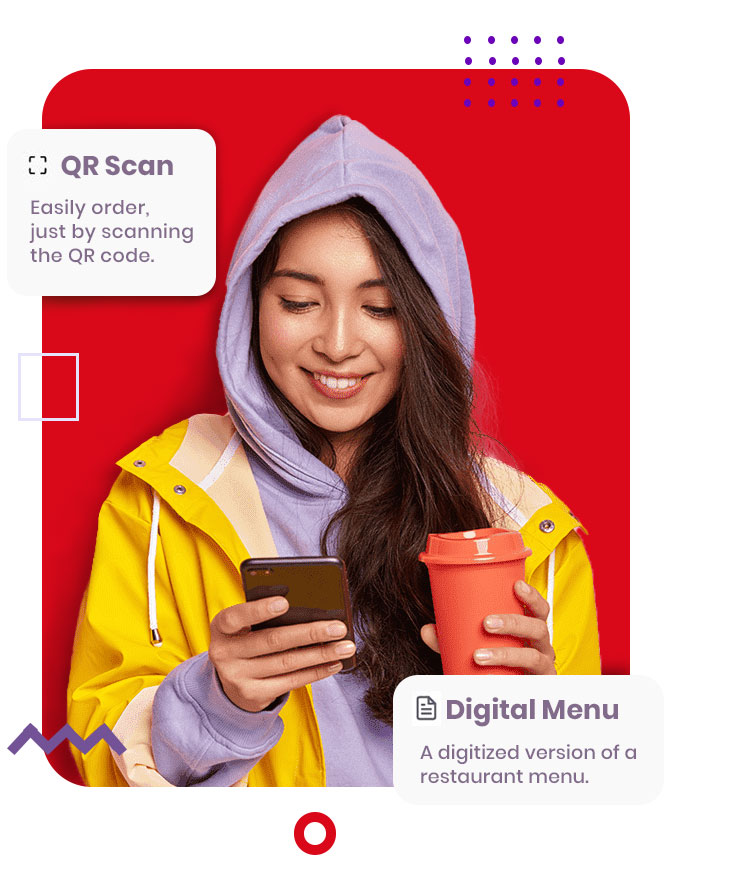 QR Scan
Easily order,
just by scanning
the QR code.
Digital Menu
A digitized version of a
restaurant menu.